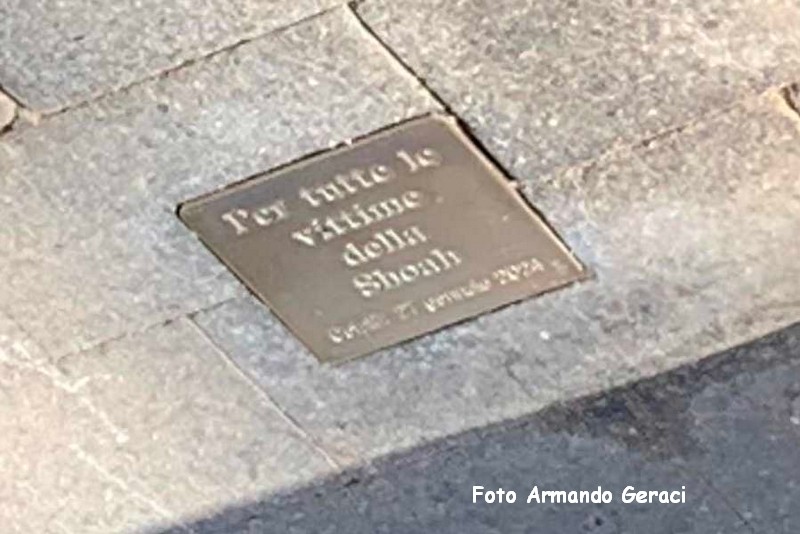 Per tutte le
vittime
della
Shoah
27 gennaio 2024
Foto Armando Geraci